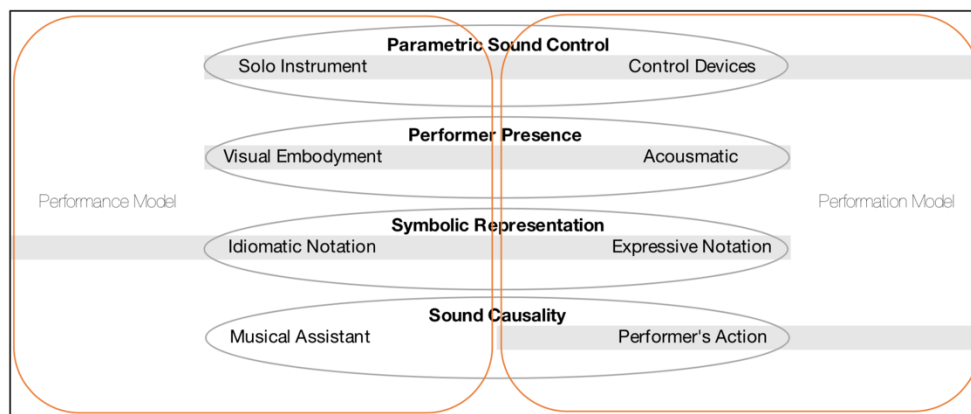 Parametric Sound Control
Solo Instrument Control Devices
Performer Presence
Visual Embodyment Acousmatic
Performance Model Performation Model
Symbolic Representation
Idiomatic Notation Expressive Notation
Sound Causality
Musical Assistant Performer's Action